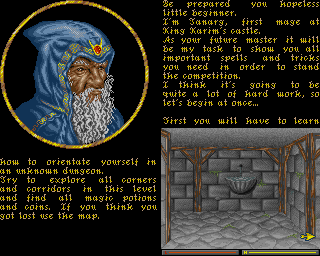 Be prepared you hopeless
little beginner.
I'm Tanarg, first mage at
King Karim's castle.
As your future master it will
be my task to show you all
important spells and tricks
you need in order to stand
the competition.
I think it's going to be
quite a lot of hard work, so
let's begin at once...
First you will have to learn
how to orientate yourself in
an unknown dungeon.
Try to explore all corners
and corridors in this level
and find all magic potions
and coins. If you think you
got lost use the map.